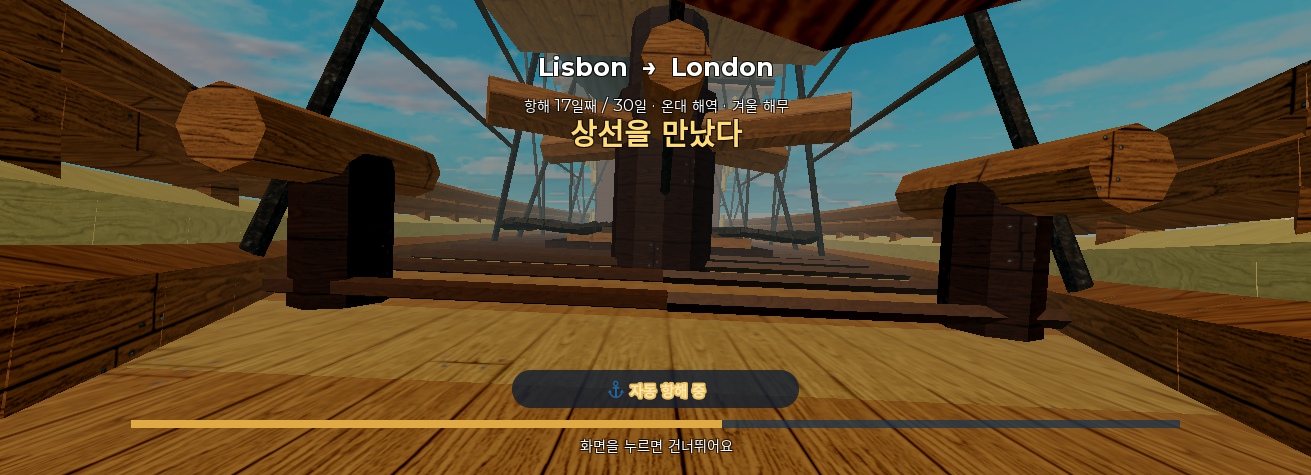 Lisbon → London
항해 17일째 / 30일 · 온대 해역 · 겨울 해무
상선을 만났다
⚓ 자동 항해 중
화면을 누르면 건너뛰어요